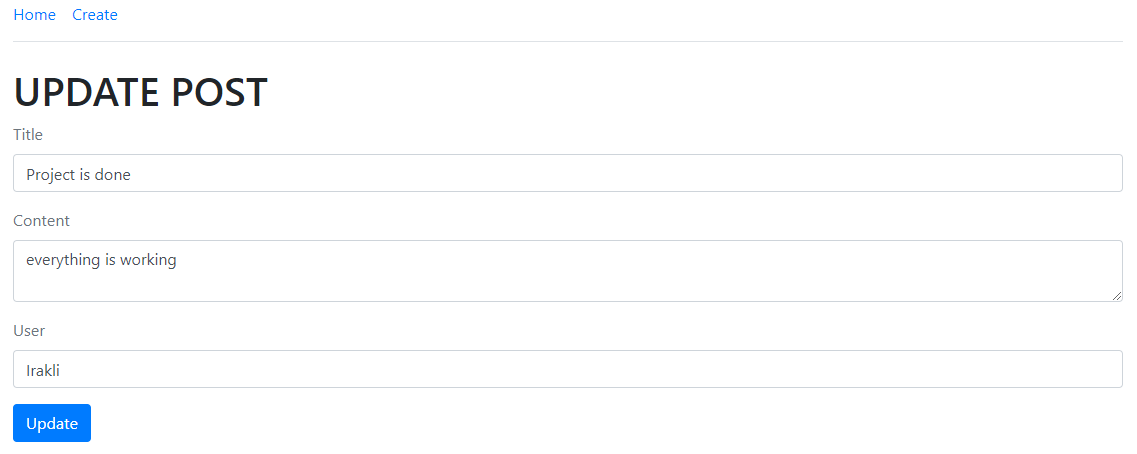 Home Create
UPDATE POST
Title
Project is done
Content
everything is working
User
Irakli
Update